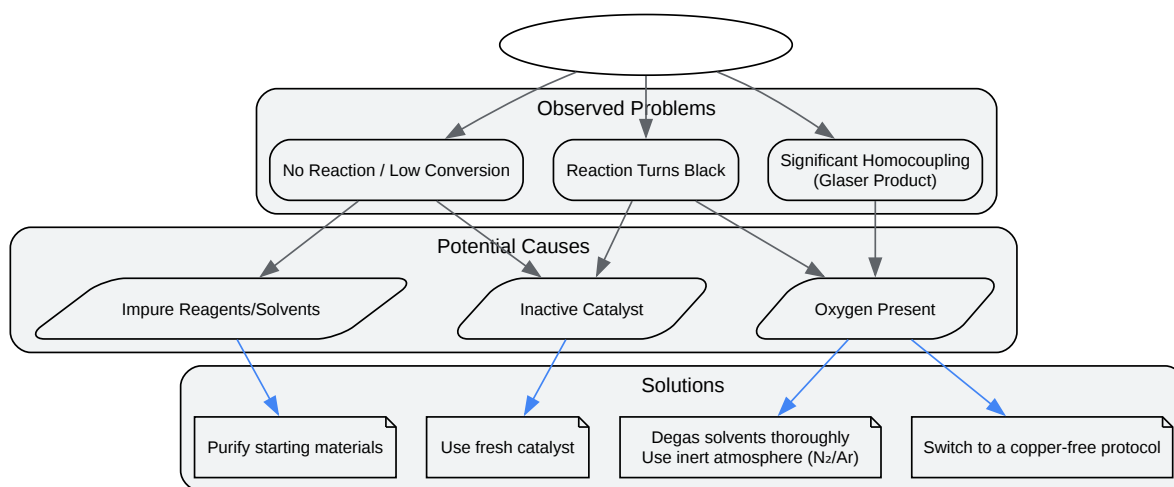 Observed Problems
No Reaction / Low Conversion
Reaction Turns Black
Significant Homocoupling
(Glaser Product)
Potential Causes
Impure Reagents/Solvents
Inactive Catalyst
Oxygen Present
Solutions
Purify starting materials
Use fresh catalyst
Degas solvents thoroughly
Use inert atmosphere (N₂/Ar)
Switch to a copper-free protocol